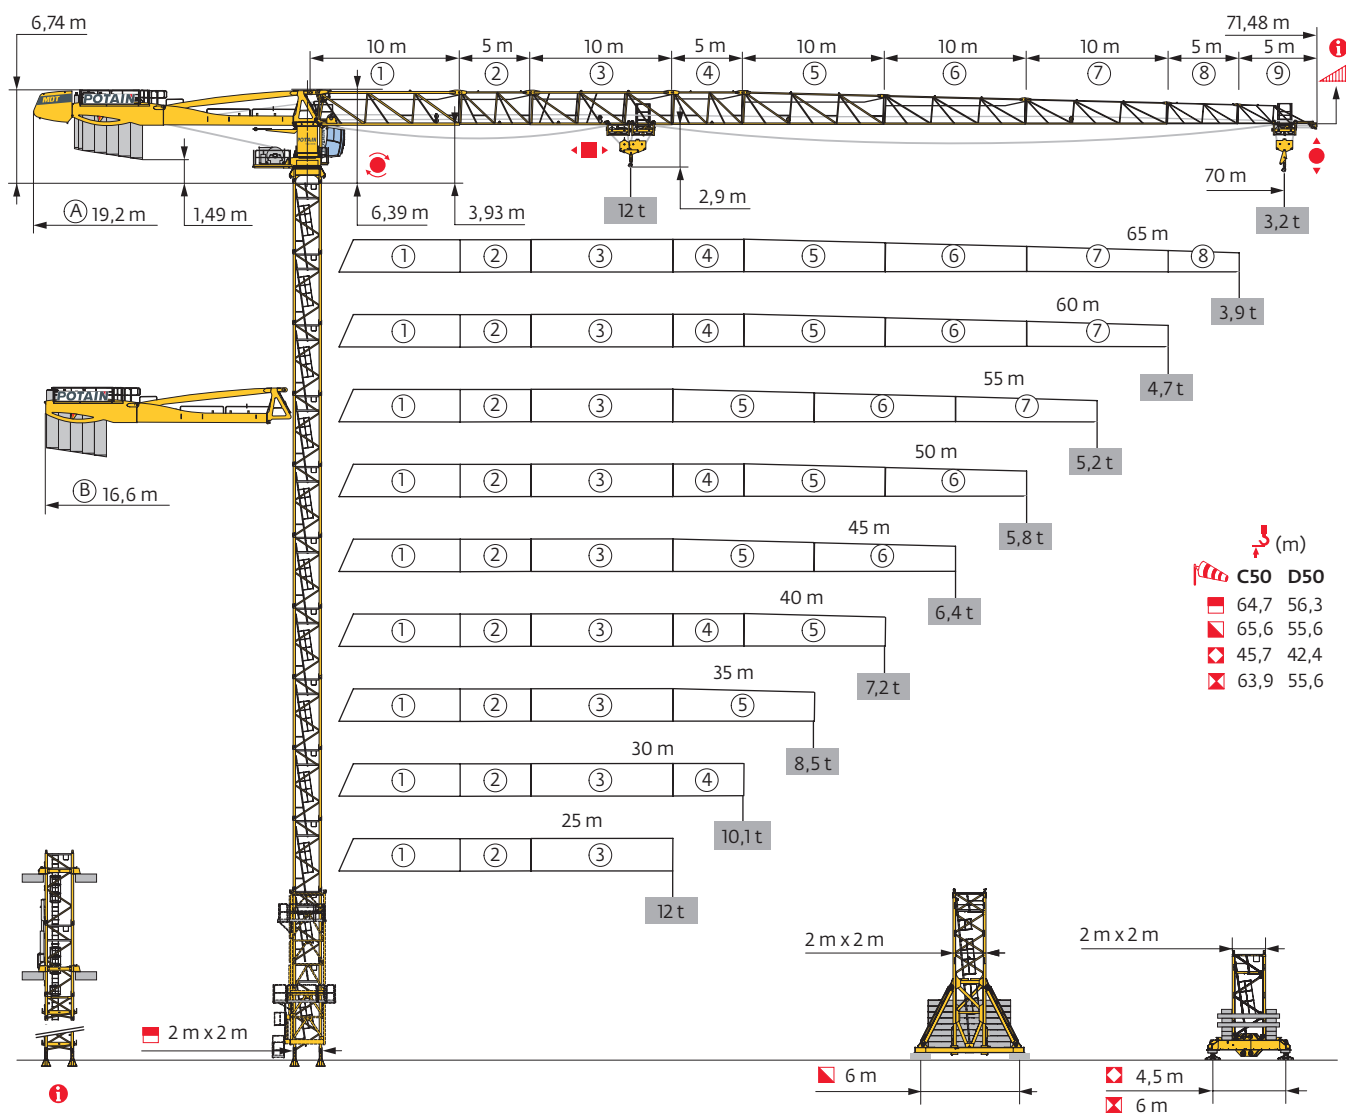 6,74 m
71,48 m
10 m 5 m 10 m 5 m 10 m 10 m 10 m 5 m 5 m
1 2 3 4 5 6 7 8 9
i
MDT POTAIN
POTAIN
70 m
2,9 m
A 19,2 m 1,49 m 6,39 m 3,93 m 12 t 3,2 t
65 m
1 2 3 4 5 6 7 8
3,9 t
60 m
1 2 3 4 5 6 7
4,7 t
POTAIN
55 m
1 2 3 5 6 7
5,2 t
50 m
1 2 3 4 5 6
B 16,6 m
5,8 t
45 m
1 2 3 5 6
6,4 t
(m)
C50 D50
64,7 56,3
65,6 55,6
45,7 42,4
63,9 55,6
40 m
1 2 3 4 5
7,2 t
35 m
1 2 3 5
8,5 t
30 m
1 2 3 4
10,1 t
25 m
1 2 3
12 t
2 m x 2 m
2 m x 2 m
2 m x 2 m
i
6 m
4,5 m
6 m